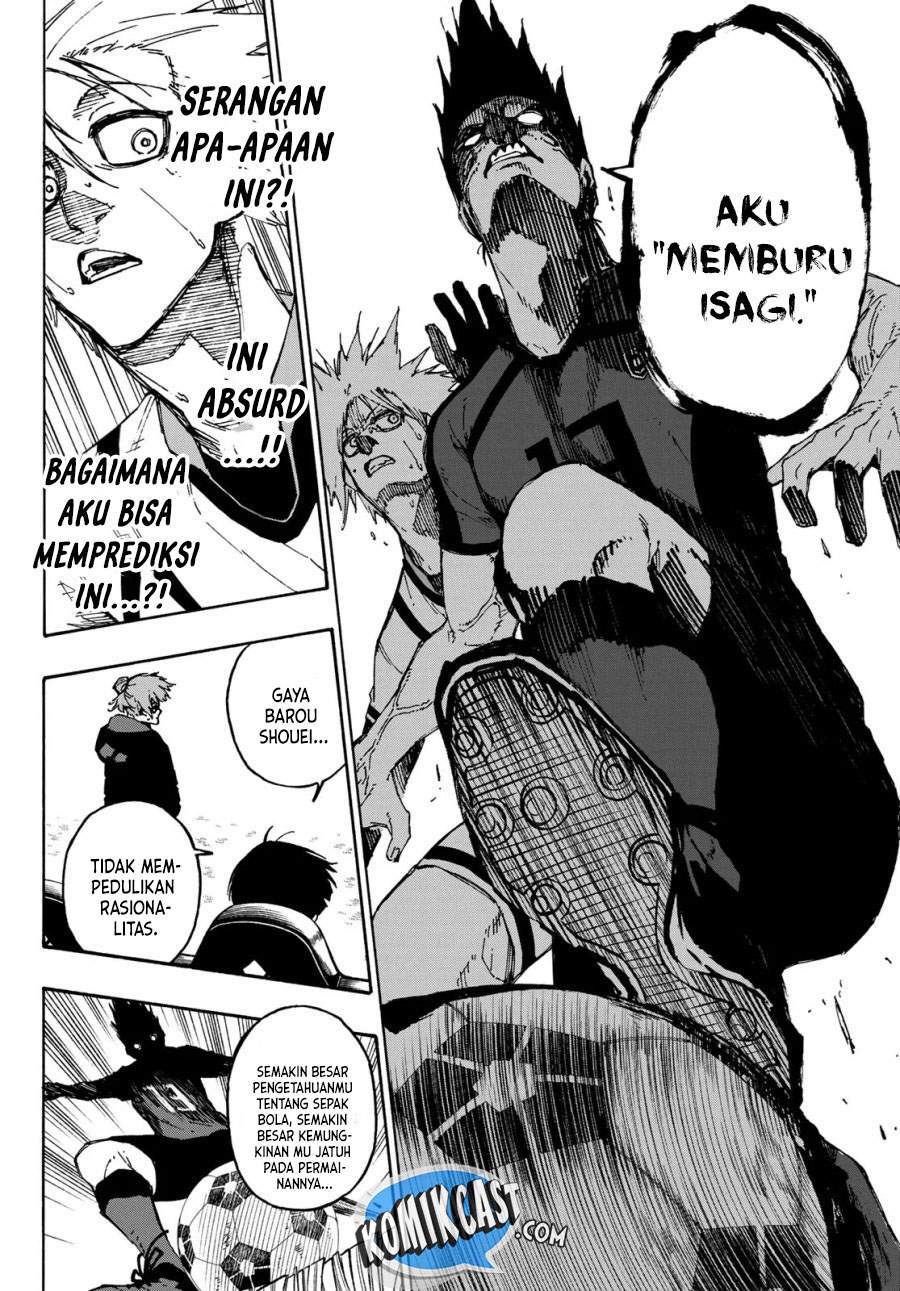 AKU
"MEMBURU
ISAGI."
SERANGAN
APA-APAAN
INI?!
INI
ABSURD
...!!
BAGAIMANA
AKU BISA
MEMPREDIKSI
INI...?!
GAYA
BAROU
SHOUEI...
TIDAK MEM-
PEDULIKAN
RASIONA-
LITAS.
13
SEMAKIN BESAR
PENGETAHUANMU
TENTANG SEPAK
BOLA, SEMAKIN
BESAR KEMUNG-
KINAN MU JATUH
PADA PERMAI-
NANNYA...
KOMIKCAST
.COM